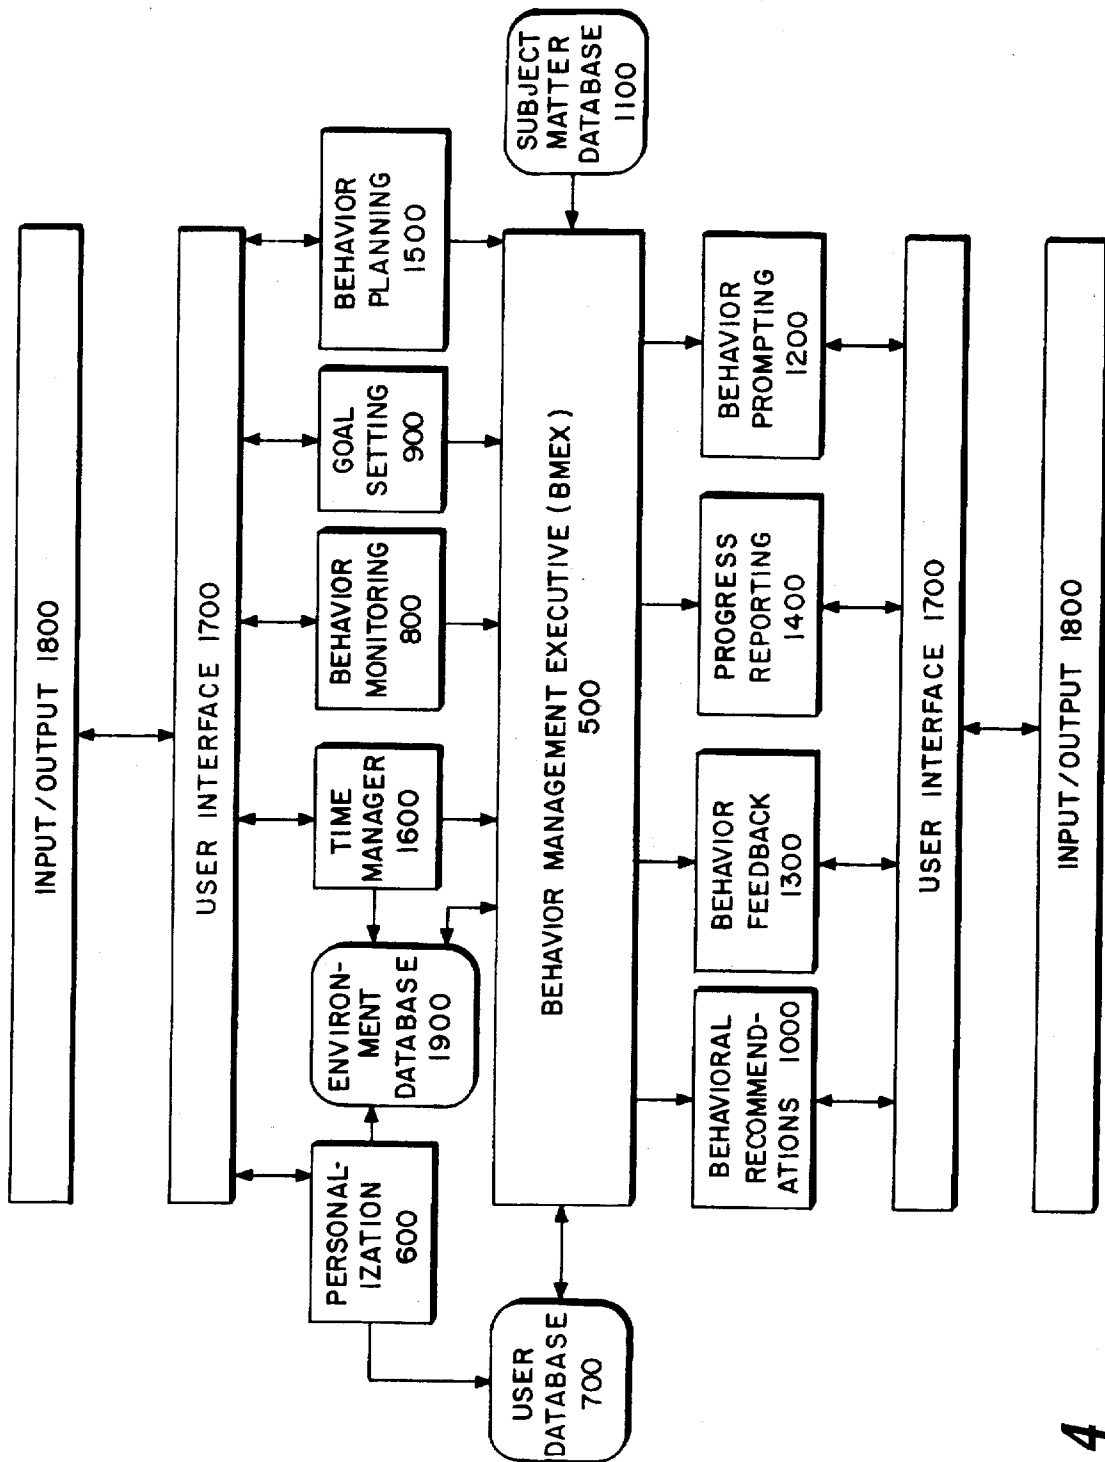 INPUT/OUTPUT 1800
USER INTERFACE 1700
PERSONAL-
IZATION
600
ENVIRON-
MENT
DATABASE
1900
TIME
MANAGER
1600
BEHAVIOR
MONITORING
800
GOAL
SETTING
900
BEHAVIOR
PLANNING
1500
USER
DATABASE
700
BEHAVIOR MANAGEMENT EXECUTIVE (BMEX)
500
SUBJECT
MATTER
DATABASE
1100
BEHAVIORAL
RECOMMEND-
ATIONS 1000
BEHAVIOR
FEEDBACK
1300
PROGRESS
REPORTING
1400
BEHAVIOR
PROMPTING
1200
USER INTERFACE 1700
INPUT/OUTPUT 1800
4